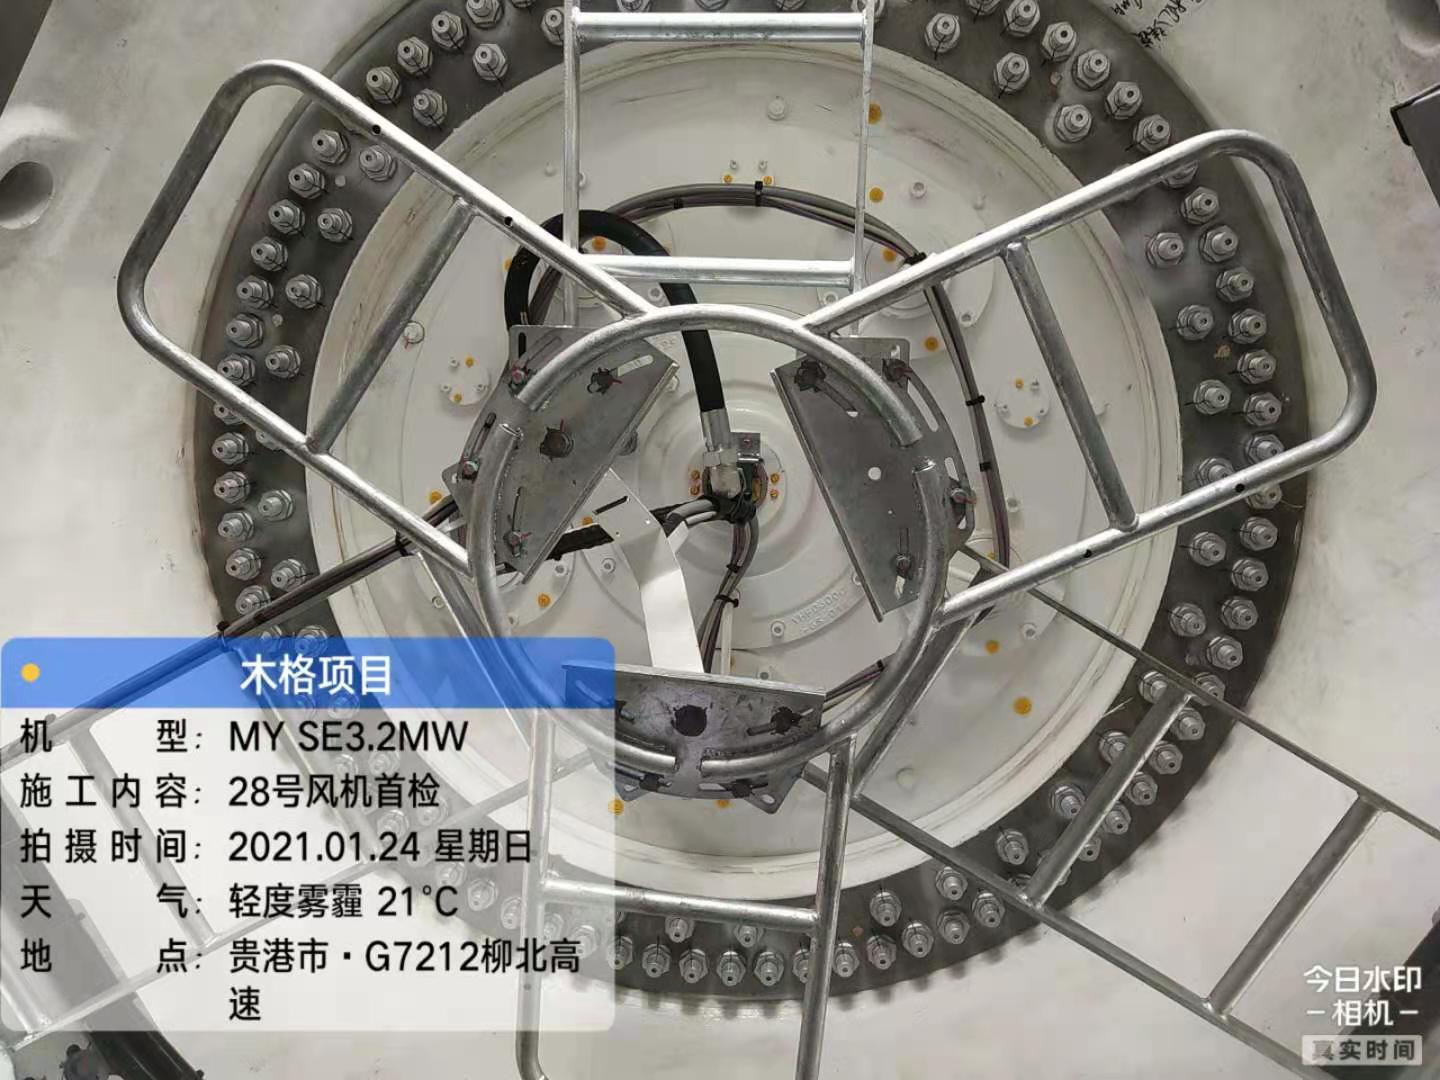 木格项目
机型：MY SE3.2MW
施工内容：28号风机首检
拍摄时间：2021.01.24 星期日
天气：轻度雾霾 21℃
地点：贵港市·G7212柳北高
速
今日水印
－相机－
真实时间